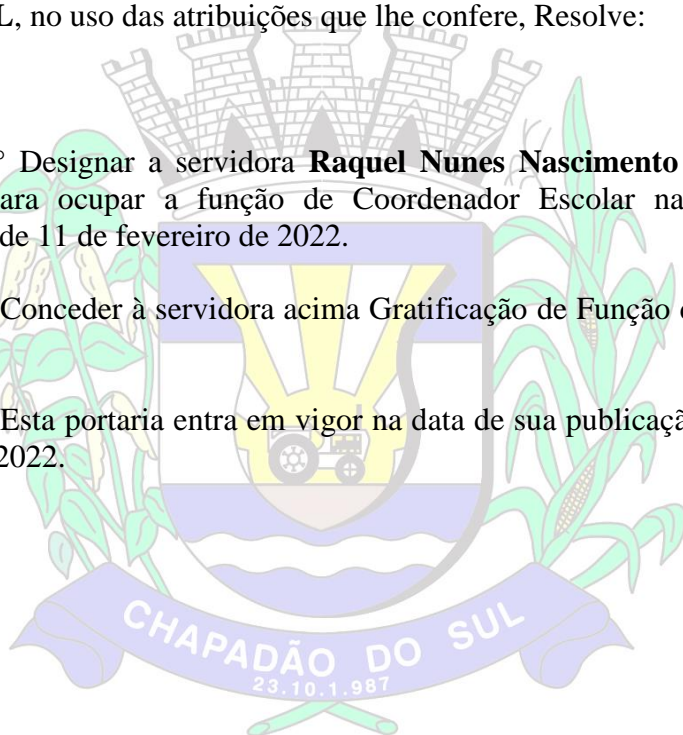 L, no uso das atribuições que lhe confere, Resolve:
° Designar a servidora Raquel Nunes Nascimento
ara ocupar a função de Coordenador Escolar na
de 11 de fevereiro de 2022.
Conceder à servidora acima Gratificação de Função
Esta portaria entra em vigor na data de sua publicaçã
2022.
CHAPADÃO DO SUL
23.10.1.987